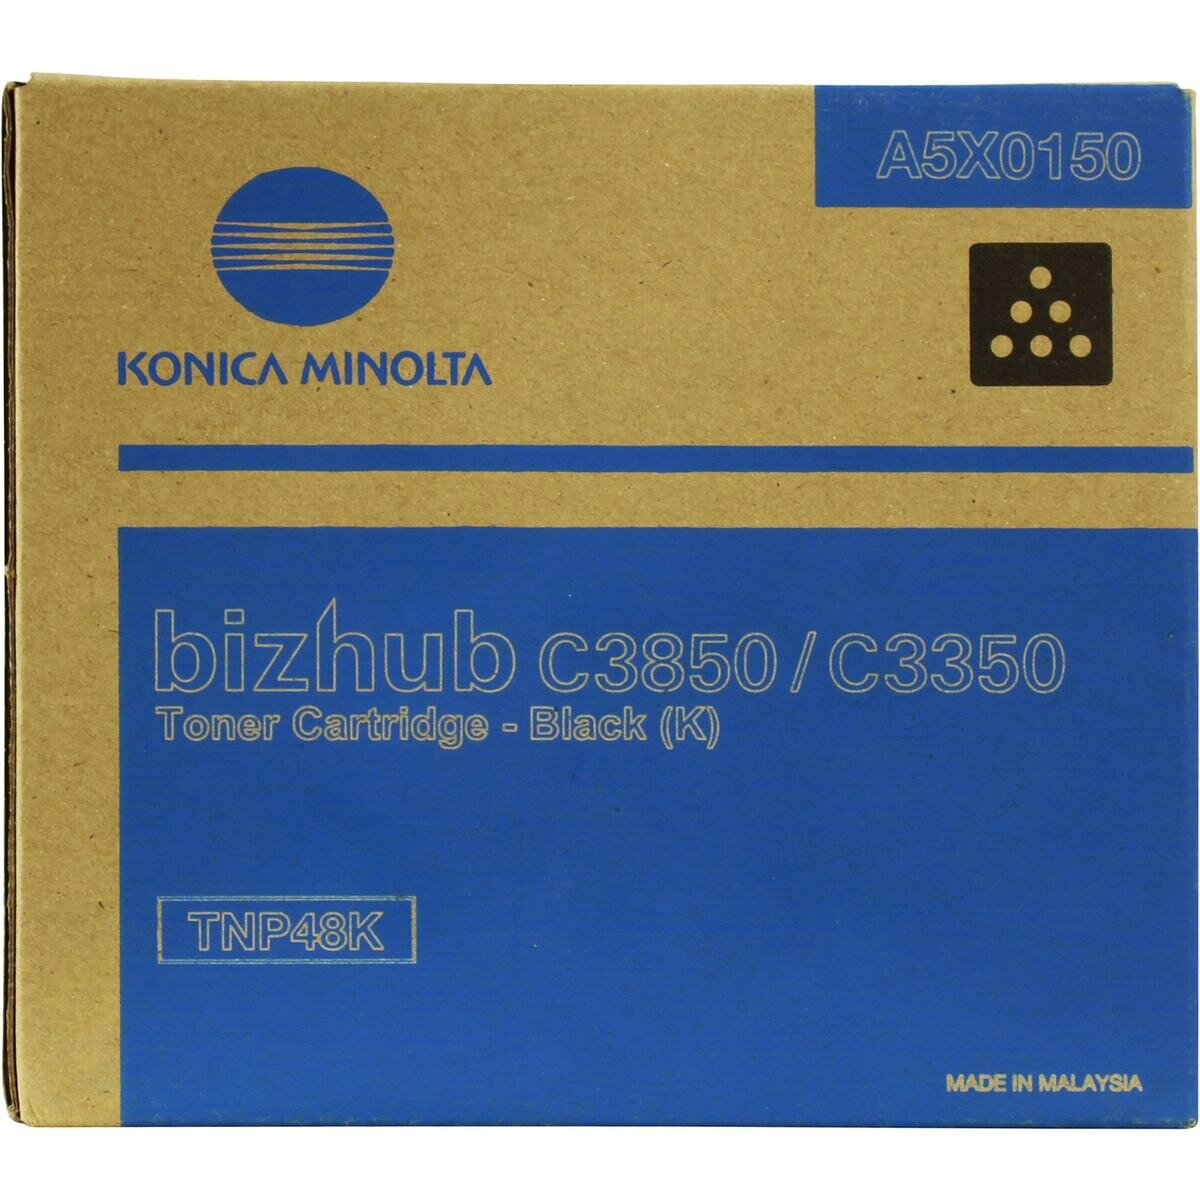 A5X0150
KONICA MINOLTA
bizhub C3850 / C3350
Toner Cartridge - Black (K)
TNP48K
MADE IN MALAYSIA